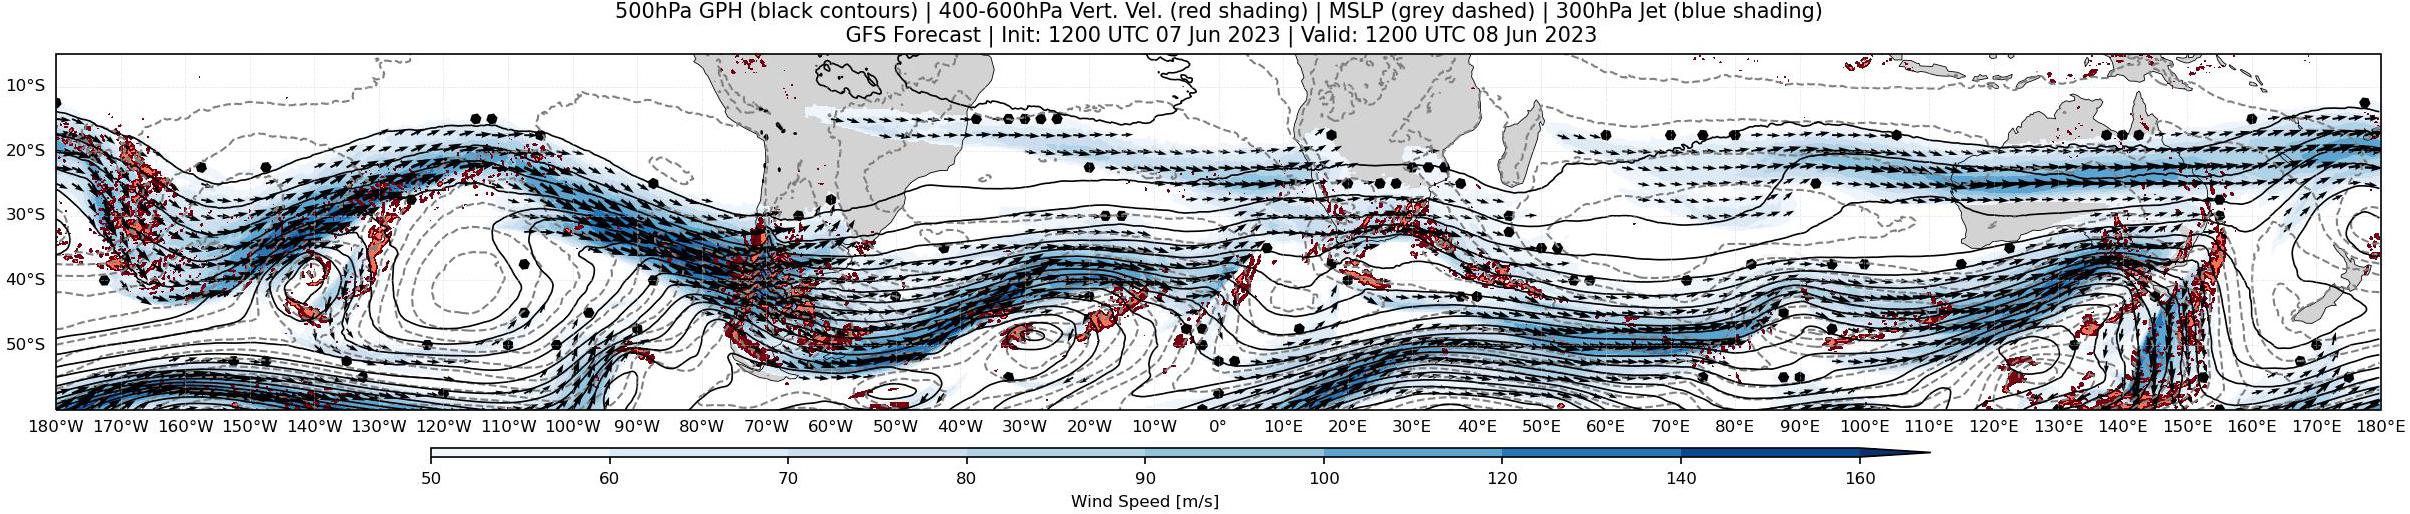 500hPa GPH (black contours) | 400-600hPa Vert. Vel. (red shading) | MSLP (grey dashed) | 300hPa Jet (blue shading)
GFS Forecast | Init: 1200 UTC 07 Jun 2023 | Valid: 1200 UTC 08 Jun 2023
10°S
20°S
30°S
40°S
50°S
180°W 170°W 160°W 150°W 140°W 130°W 120°W 110°W 100°W 90°W 80°W 70°W 60°W 50°W 40°W 30°W 20°W 10°W 0° 10°E 20°E 30°E 40°E 50°E 60°E 70°E 80°E 90°E 100°E 110°E 120°E 130°E 140°E 150°E 160°E 170°E 180°E
50 60 70 80 90 100 120 140 160
Wind Speed [m/s]